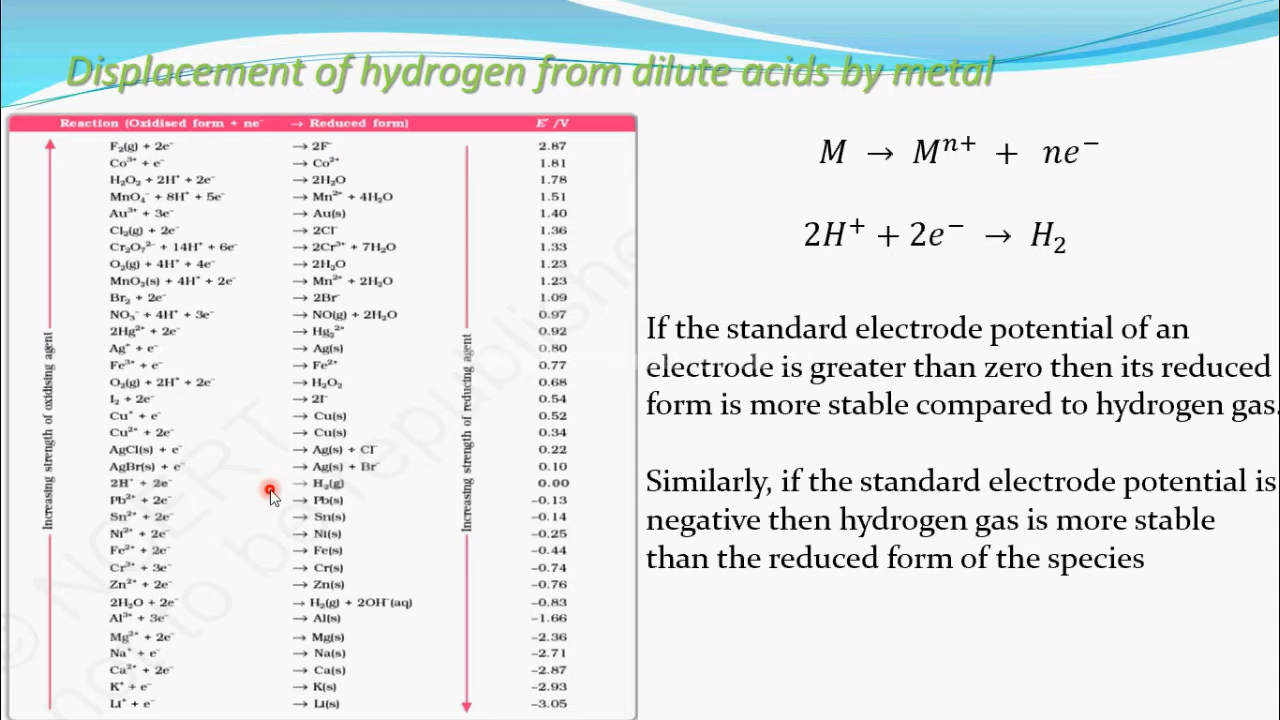 Displacement of hydrogen from dilute acids by metal
Reaction (Oxidised form + ne⁻ → Reduced form) E°/V
F₂(g) + 2e⁻ → 2F⁻ 2.87
Co³⁺ + e⁻ → Co²⁺ 1.81
H₂O₂ + 2H⁺ + 2e⁻ → 2H₂O 1.78
MnO₄⁻ + 8H⁺ + 5e⁻ → Mn²⁺ + 4H₂O 1.51
Au³⁺ + 3e⁻ → Au(s) 1.40
Cl₂(g) + 2e⁻ → 2Cl⁻ 1.36
Cr₂O₇²⁻ + 14H⁺ + 6e⁻ → 2Cr³⁺ + 7H₂O 1.33
O₂(g) + 4H⁺ + 4e⁻ → 2H₂O 1.23
MnO₂(s) + 4H⁺ + 2e⁻ → Mn²⁺ + 2H₂O 1.23
Br₂ + 2e⁻ → 2Br⁻ 1.09
NO₃⁻ + 4H⁺ + 3e⁻ → NO(g) + 2H₂O 0.97
2Hg²⁺ + 2e⁻ → Hg₂²⁺ 0.92
Ag⁺ + e⁻ → Ag(s) 0.80
Fe³⁺ + e⁻ → Fe²⁺ 0.77
O₂(g) + 2H⁺ + 2e⁻ → H₂O₂ 0.68
I₂ + 2e⁻ → 2I⁻ 0.54
Cu⁺ + e⁻ → Cu(s) 0.52
Cu²⁺ + 2e⁻ → Cu(s) 0.34
AgCl(s) + e⁻ → Ag(s) + Cl⁻ 0.22
AgBr(s) + e⁻ → Ag(s) + Br⁻ 0.10
2H⁺ + 2e⁻ → H₂(g) 0.00
Pb²⁺ + 2e⁻ → Pb(s) −0.13
Sn²⁺ + 2e⁻ → Sn(s) −0.14
Ni²⁺ + 2e⁻ → Ni(s) −0.25
Fe²⁺ + 2e⁻ → Fe(s) −0.44
Cr³⁺ + 3e⁻ → Cr(s) −0.74
Zn²⁺ + 2e⁻ → Zn(s) −0.76
2H₂O + 2e⁻ → H₂(g) + 2OH⁻(aq) −0.83
Al³⁺ + 3e⁻ → Al(s) −1.66
Mg²⁺ + 2e⁻ → Mg(s) −2.36
Na⁺ + e⁻ → Na(s) −2.71
Ca²⁺ + 2e⁻ → Ca(s) −2.87
K⁺ + e⁻ → K(s) −2.93
Li⁺ + e⁻ → Li(s) −3.05
Increasing strength of oxidising agent
Increasing strength of reducing agent
© NCERT
not to be republished
M → Mⁿ⁺ + ne⁻
2H⁺ + 2e⁻ → H₂
If the standard electrode potential of an
electrode is greater than zero then its reduced
form is more stable compared to hydrogen gas.
Similarly, if the standard electrode potential is
negative then hydrogen gas is more stable
than the reduced form of the species